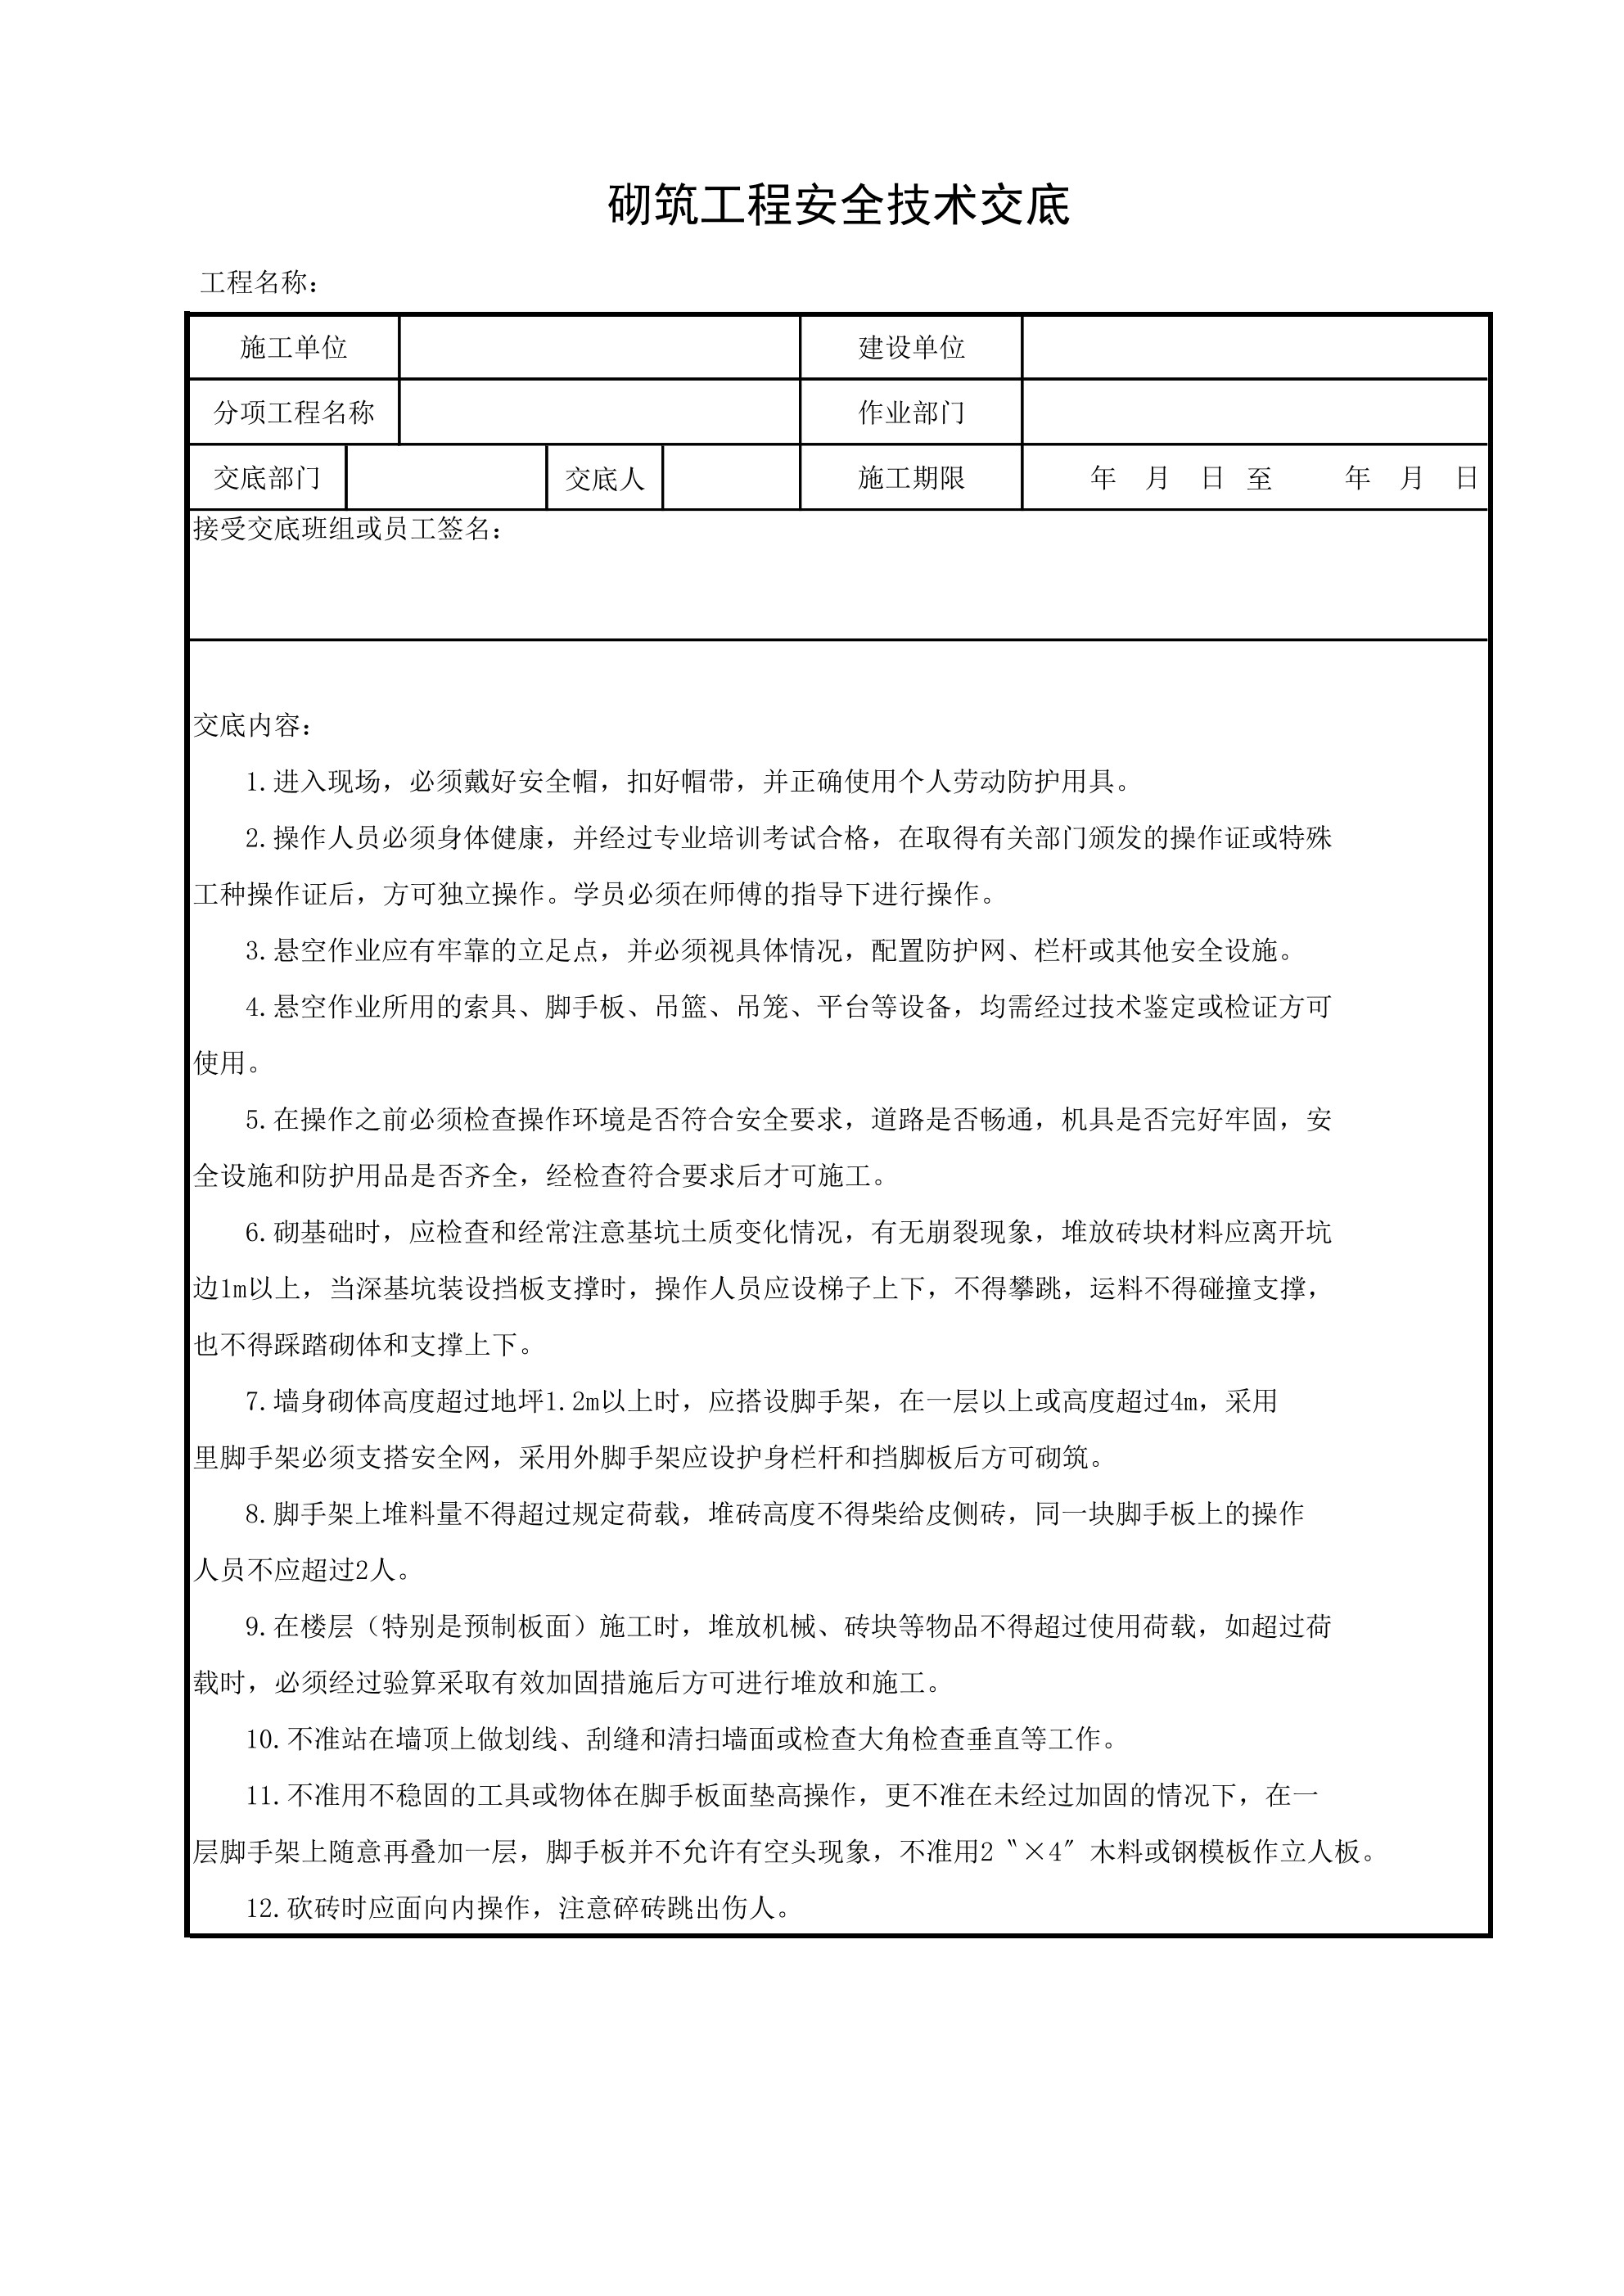 砌筑工程安全技术交底
工程名称：
施工单位 建设单位
分项工程名称 作业部门
交底部门 交底人 施工期限 年 月 日 至 年 月 日
接受交底班组或员工签名：
交底内容：
1.进入现场，必须戴好安全帽，扣好帽带，并正确使用个人劳动防护用具。
2.操作人员必须身体健康，并经过专业培训考试合格，在取得有关部门颁发的操作证或特殊
工种操作证后，方可独立操作。学员必须在师傅的指导下进行操作。
3.悬空作业应有牢靠的立足点，并必须视具体情况，配置防护网、栏杆或其他安全设施。
4.悬空作业所用的索具、脚手板、吊篮、吊笼、平台等设备，均需经过技术鉴定或检证方可
使用。
5.在操作之前必须检查操作环境是否符合安全要求，道路是否畅通，机具是否完好牢固，安
全设施和防护用品是否齐全，经检查符合要求后才可施工。
6.砌基础时，应检查和经常注意基坑土质变化情况，有无崩裂现象，堆放砖块材料应离开坑
边1m以上，当深基坑装设挡板支撑时，操作人员应设梯子上下，不得攀跳，运料不得碰撞支撑，
也不得踩踏砌体和支撑上下。
7.墙身砌体高度超过地坪1.2m以上时，应搭设脚手架，在一层以上或高度超过4m，采用
里脚手架必须支搭安全网，采用外脚手架应设护身栏杆和挡脚板后方可砌筑。
8.脚手架上堆料量不得超过规定荷载，堆砖高度不得柴给皮侧砖，同一块脚手板上的操作
人员不应超过2人。
9.在楼层（特别是预制板面）施工时，堆放机械、砖块等物品不得超过使用荷载，如超过荷
载时，必须经过验算采取有效加固措施后方可进行堆放和施工。
10.不准站在墙顶上做划线、刮缝和清扫墙面或检查大角检查垂直等工作。
11.不准用不稳固的工具或物体在脚手板面垫高操作，更不准在未经过加固的情况下，在一
层脚手架上随意再叠加一层，脚手板并不允许有空头现象，不准用2〝×4〞木料或钢模板作立人板。
12.砍砖时应面向内操作，注意碎砖跳出伤人。